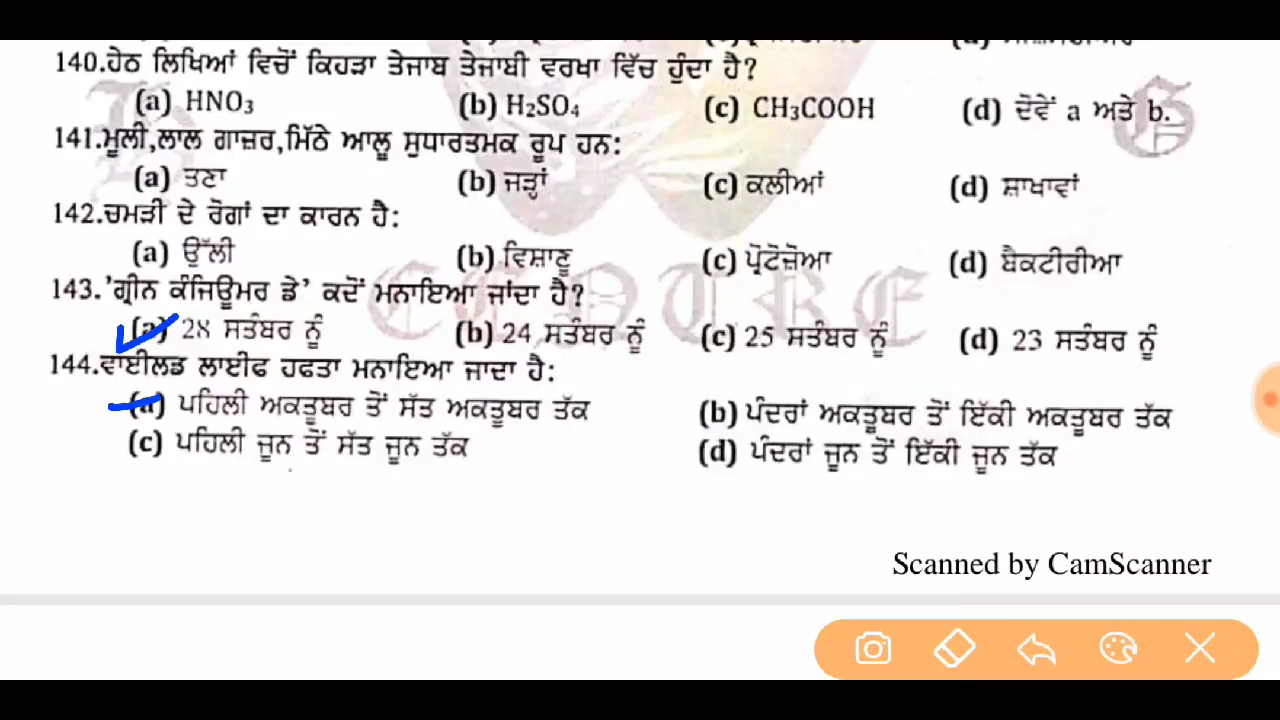 140.ਹੇਠ ਲਿਖਿਆਂ ਵਿਚੋਂ ਕਿਹੜਾ ਤੇਜਾਬ ਤੇਜਾਬੀ ਵਰਖਾ ਵਿੱਚ ਹੁੰਦਾ ਹੈ?
(a) HNO₃ (b) H₂SO₄ (c) CH₃COOH (d) ਦੋਵੇਂ a ਅਤੇ b.
141.ਮੂਲੀ,ਲਾਲ ਗਾਜ਼ਰ,ਮਿੱਠੇ ਆਲੂ ਸੁਧਾਰਤਮਕ ਰੂਪ ਹਨ:
(a) ਤਣਾ (b) ਜੜ੍ਹਾਂ (c) ਕਲੀਆਂ (d) ਸ਼ਾਖਾਵਾਂ
142.ਚਮੜੀ ਦੇ ਰੋਗਾਂ ਦਾ ਕਾਰਨ ਹੈ:
(a) ਉੱਲੀ (b) ਵਿਸ਼ਾਣੂ (c) ਪ੍ਰੋਟੋਜ਼ੋਆ (d) ਬੈਕਟੀਰੀਆ
143.'ਗ੍ਰੀਨ ਕੰਜਿਊਮਰ ਡੇ' ਕਦੋਂ ਮਨਾਇਆ ਜਾਂਦਾ ਹੈ?
(a) 28 ਸਤੰਬਰ ਨੂੰ (b) 24 ਸਤੰਬਰ ਨੂੰ (c) 25 ਸਤੰਬਰ ਨੂੰ (d) 23 ਸਤੰਬਰ ਨੂੰ
144.ਵਾਈਲਡ ਲਾਈਫ ਹਫਤਾ ਮਨਾਇਆ ਜਾਦਾ ਹੈ:
(a) ਪਹਿਲੀ ਅਕਤੂਬਰ ਤੋਂ ਸੱਤ ਅਕਤੂਬਰ ਤੱਕ (b) ਪੰਦਰਾਂ ਅਕਤੂਬਰ ਤੋਂ ਇੱਕੀ ਅਕਤੂਬਰ ਤੱਕ
(c) ਪਹਿਲੀ ਜੂਨ ਤੋਂ ਸੱਤ ਜੂਨ ਤੱਕ (d) ਪੰਦਰਾਂ ਜੂਨ ਤੋਂ ਇੱਕੀ ਜੂਨ ਤੱਕ
Scanned by CamScanner